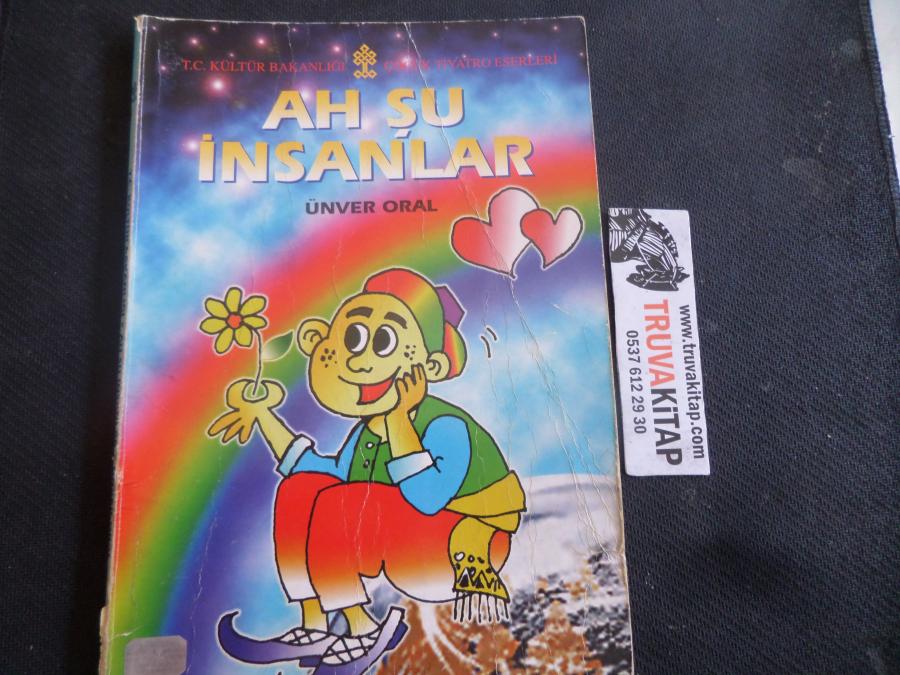 T.C. KÜLTÜR BAKANLIĞI ÇOCUK TİYATRO ESERLERİ
AH ŞU
İNSANLAR
ÜNVER ORAL
www.truvakitap.com
TRUVAKİTAP
0537 612 29 30